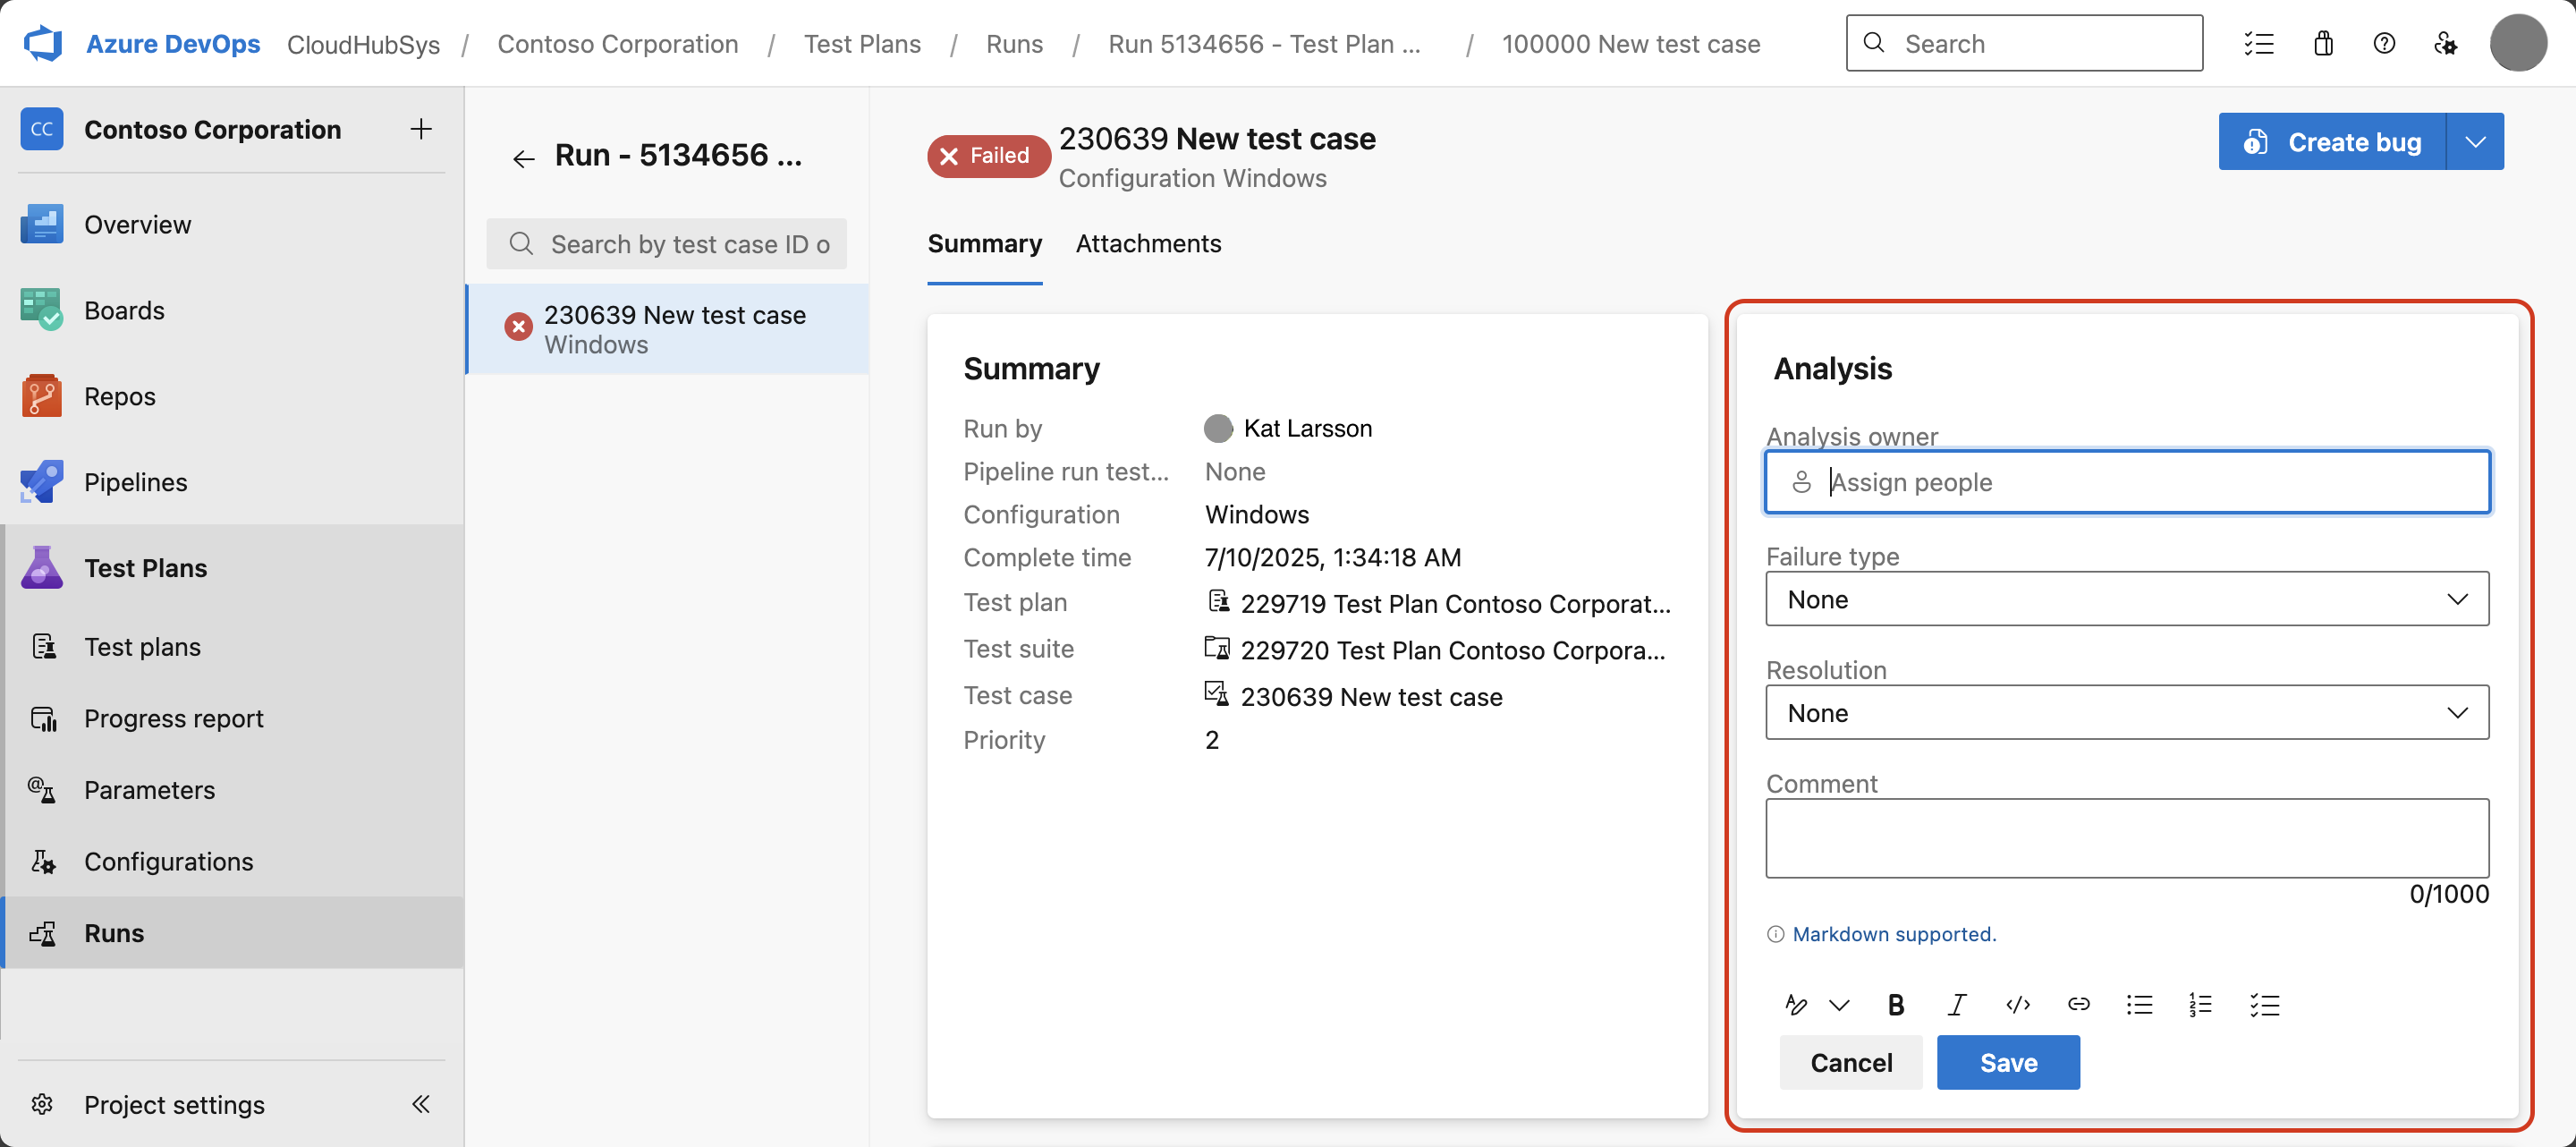 Azure DevOps CloudHubSys / Contoso Corporation / Test Plans / Runs / Run 5134656 - Test Plan ... / 100000 New test case
Search
CC Contoso Corporation
Overview
Boards
Repos
Pipelines
Test Plans
Test plans
Progress report
Parameters
Configurations
Runs
Project settings
Run - 5134656 ...
Search by test case ID o
230639 New test case
Windows
Failed
230639 New test case
Configuration Windows
Create bug
Summary Attachments
Summary
Run by Kat Larsson
Pipeline run test... None
Configuration Windows
Complete time 7/10/2025, 1:34:18 AM
Test plan 229719 Test Plan Contoso Corporat...
Test suite 229720 Test Plan Contoso Corpora...
Test case 230639 New test case
Priority 2
Analysis
Analysis owner
Assign people
Failure type
None
Resolution
None
Comment
0/1000
Markdown supported.
Cancel Save